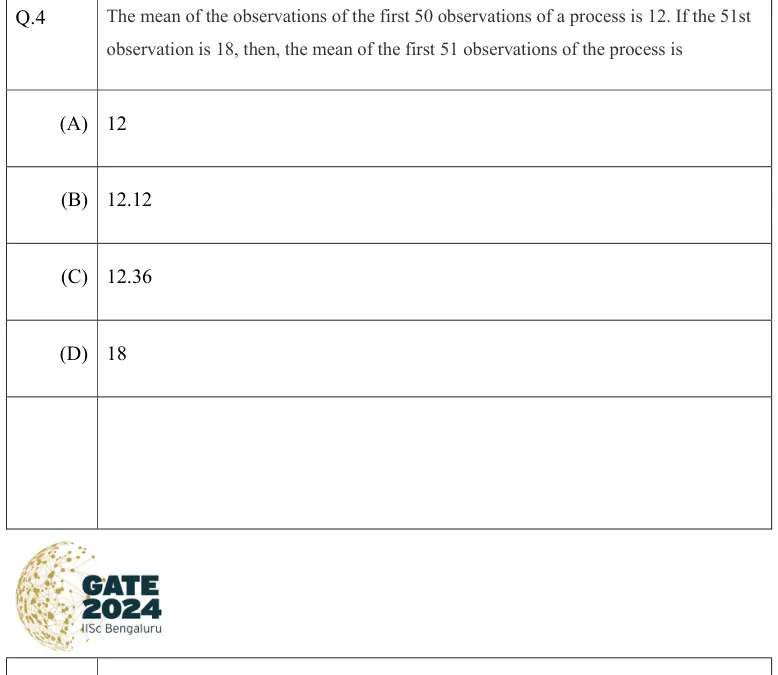 Q.4 The mean of the observations of the first 50 observations of a process is 12. If the 51st
observation is 18, then, the mean of the first 51 observations of the process is
(A) 12
(B) 12.12
(C) 12.36
(D) 18
GATE
2024
IISc Bengaluru